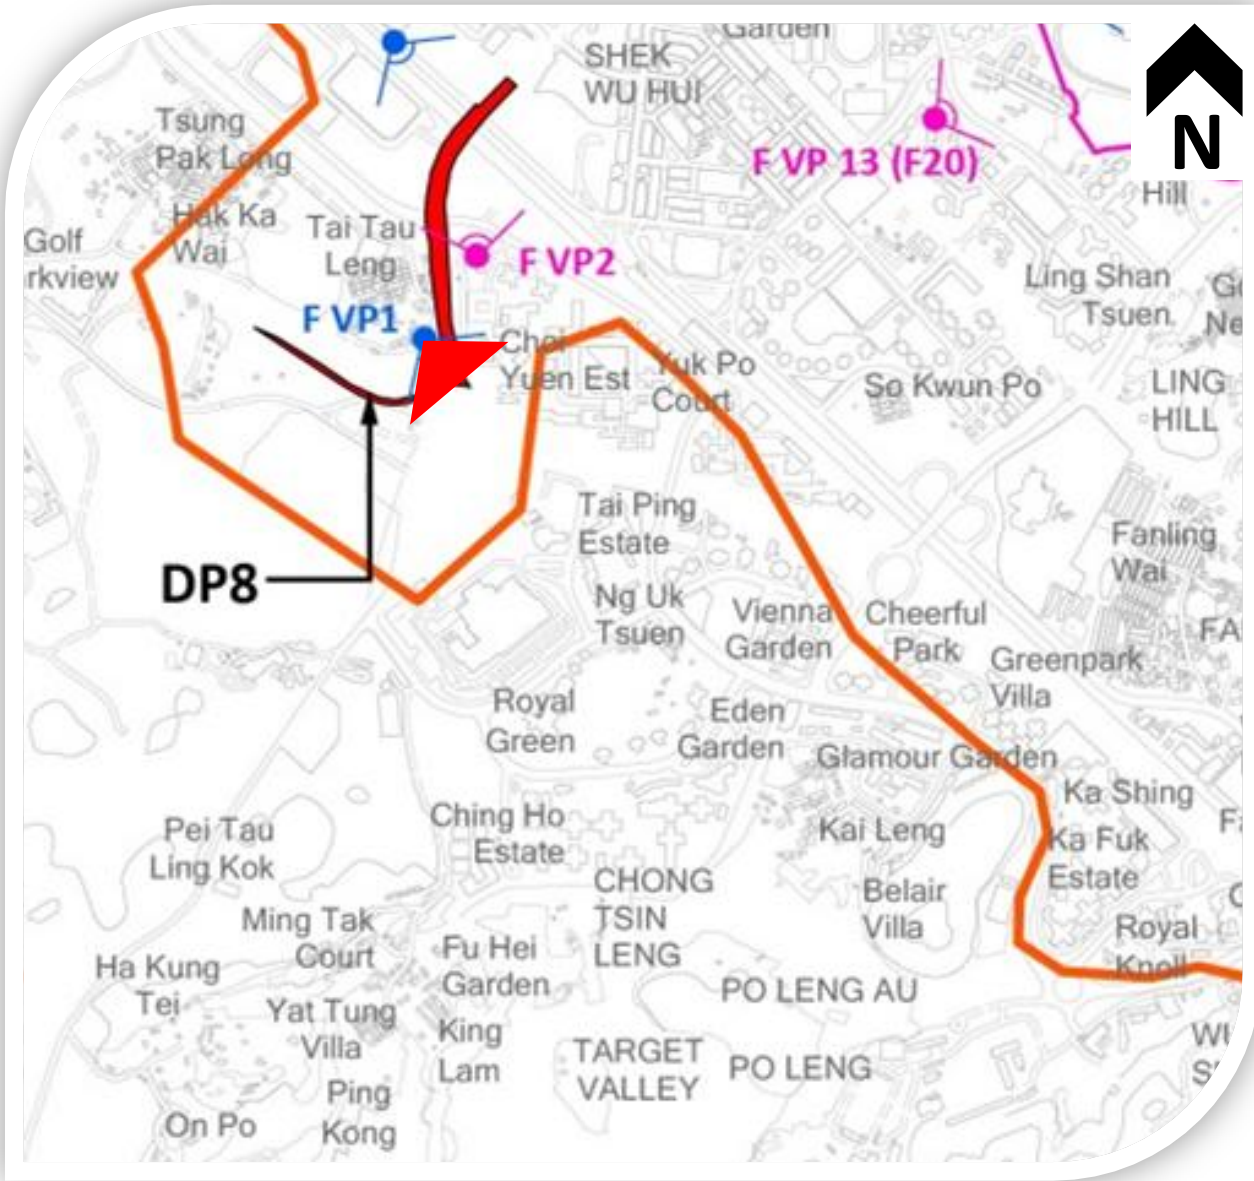 Garden
SHEK
WU HUI
N
Tsung
Pak Long
F VP 13 (F20)
Hill
Hak Ka
Wai
Tai Tau
Leng
Golf
rkview
F VP2
Ling Shan
Tsuen
F VP1
Choi
Yuen Est
Yuk Po
Court
So Kwun Po
LING
HILL
Tai Ping
Estate
Fanling
Wai
DP8
Ng Uk
Tsuen
Vienna
Garden
Cheerful
Park
Greenpark
Villa
Royal
Green
Eden
Garden
Glamour Garden
Ka Shing
Pei Tau
Ling Kok
Ching Ho
Estate
Kai Leng
Ka Fuk
Estate
CHONG
TSIN
LENG
Belair
Villa
Ming Tak
Court
Fu Hei
Garden
Royal
Knoll
Ha Kung
Tei
PO LENG AU
Yat Tung
Villa
King
Lam
TARGET
VALLEY
PO LENG
Ping
Kong
On Po